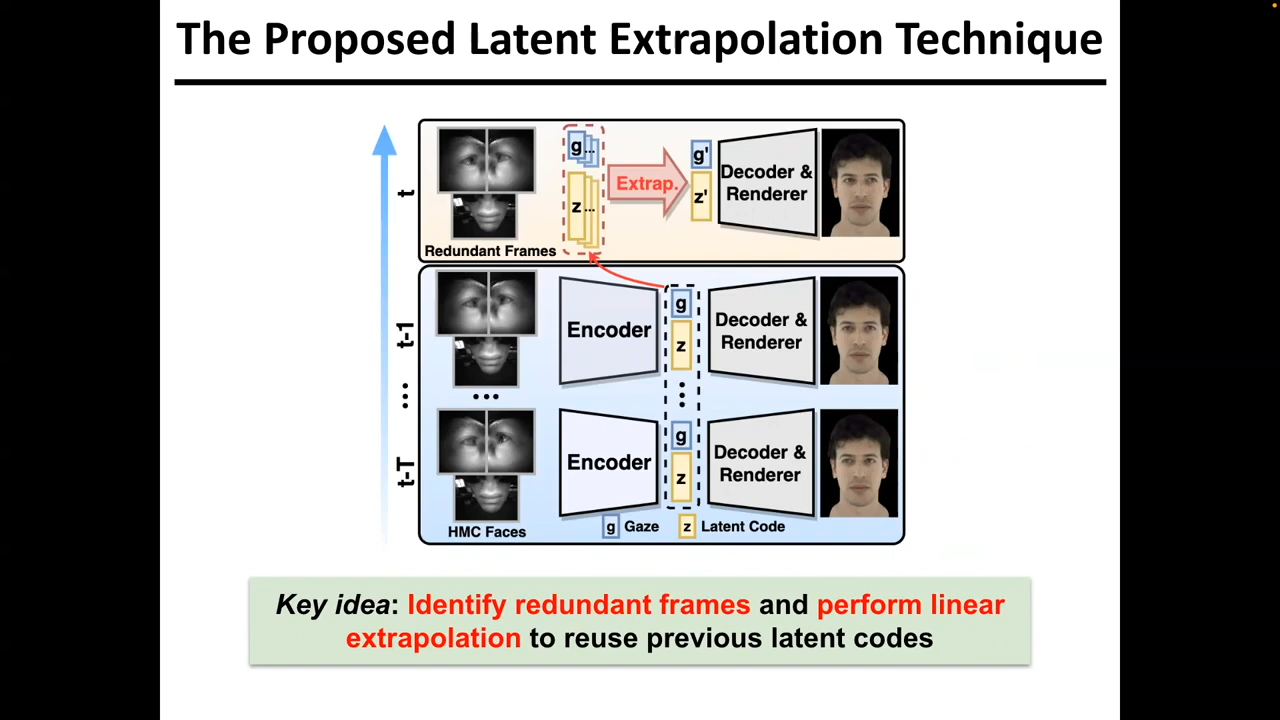 The Proposed Latent Extrapolation Technique
t
g...
z...
Extrap.
g'
z'
Decoder &
Renderer
Redundant Frames
t-1
Encoder
g
z
Decoder &
Renderer
...
...
⋮
t-T
Encoder
g
z
Decoder &
Renderer
HMC Faces
g Gaze
z Latent Code
Key idea: Identify redundant frames and perform linear
extrapolation to reuse previous latent codes